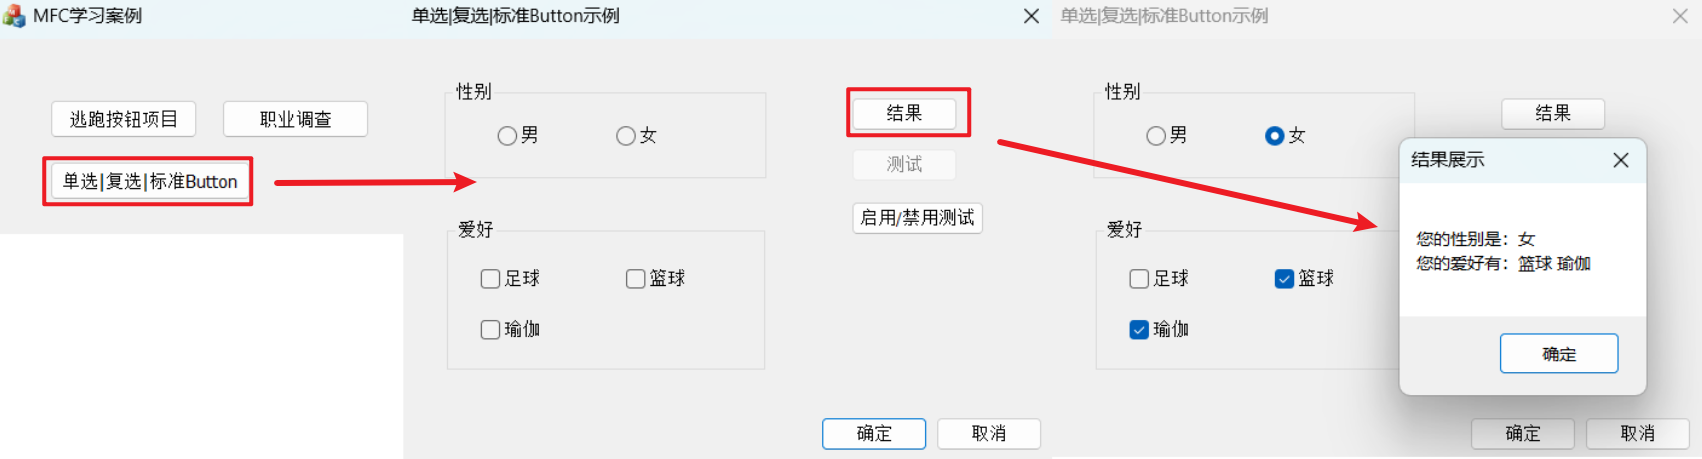 MFC学习案例
逃跑按钮项目
职业调查
单选|复选|标准Button
单选|复选|标准Button示例
性别
男
女
结果
测试
启用/禁用测试
爱好
足球
篮球
瑜伽
确定
取消
单选|复选|标准Button示例
性别
男
女
结果
爱好
足球
篮球
瑜伽
结果展示
您的性别是：女
您的爱好有：篮球 瑜伽
确定
确定
取消